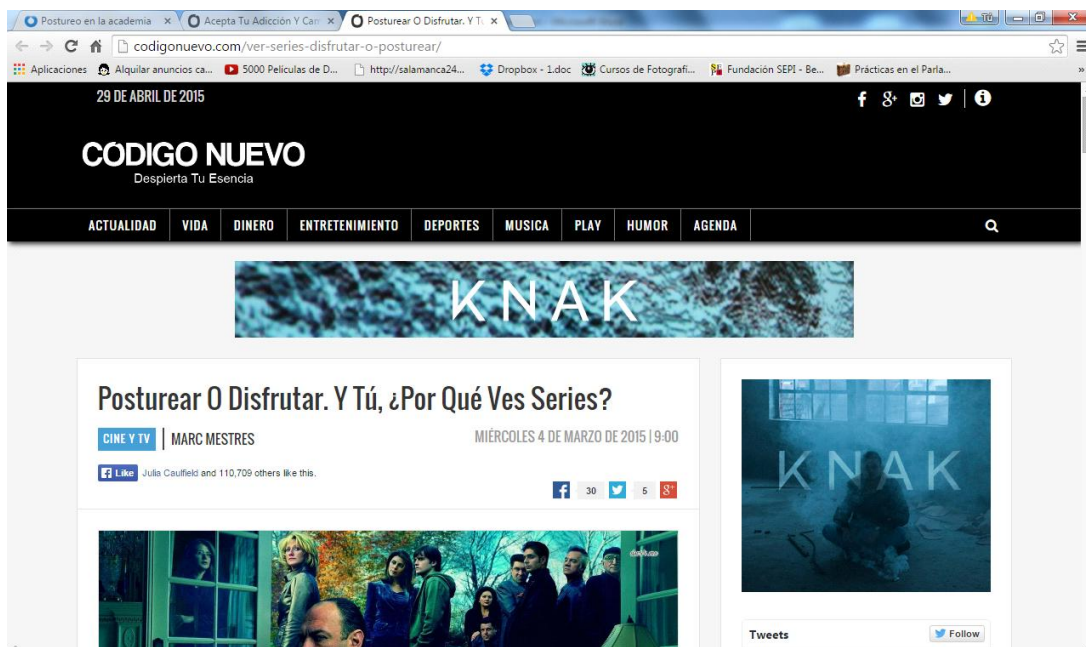 Postureo en la academia
Acepta Tu Adicción Y Can
Posturear O Disfrutar. Y Tú
TÚ
codigonuevo.com/ver-series-disfrutar-o-posturear/
Aplicaciones
Alquilar anuncios ca...
5000 Películas de D...
http://salamanca24...
Dropbox - 1.doc
Cursos de Fotografi...
Fundación SEPI - Be...
Prácticas en el Parla...
29 DE ABRIL DE 2015
CÓDIGO NUEVO
Despierta Tu Esencia
ACTUALIDAD VIDA DINERO ENTRETENIMIENTO DEPORTES MUSICA PLAY HUMOR AGENDA
KNAK
Posturear O Disfrutar. Y Tú, ¿Por Qué Ves Series?
CINE Y TV MARC MESTRES
MIÉRCOLES 4 DE MARZO DE 2015 | 9:00
Like Julia Caulfield and 110,709 others like this.
30 5
KNAK
Tweets
Follow